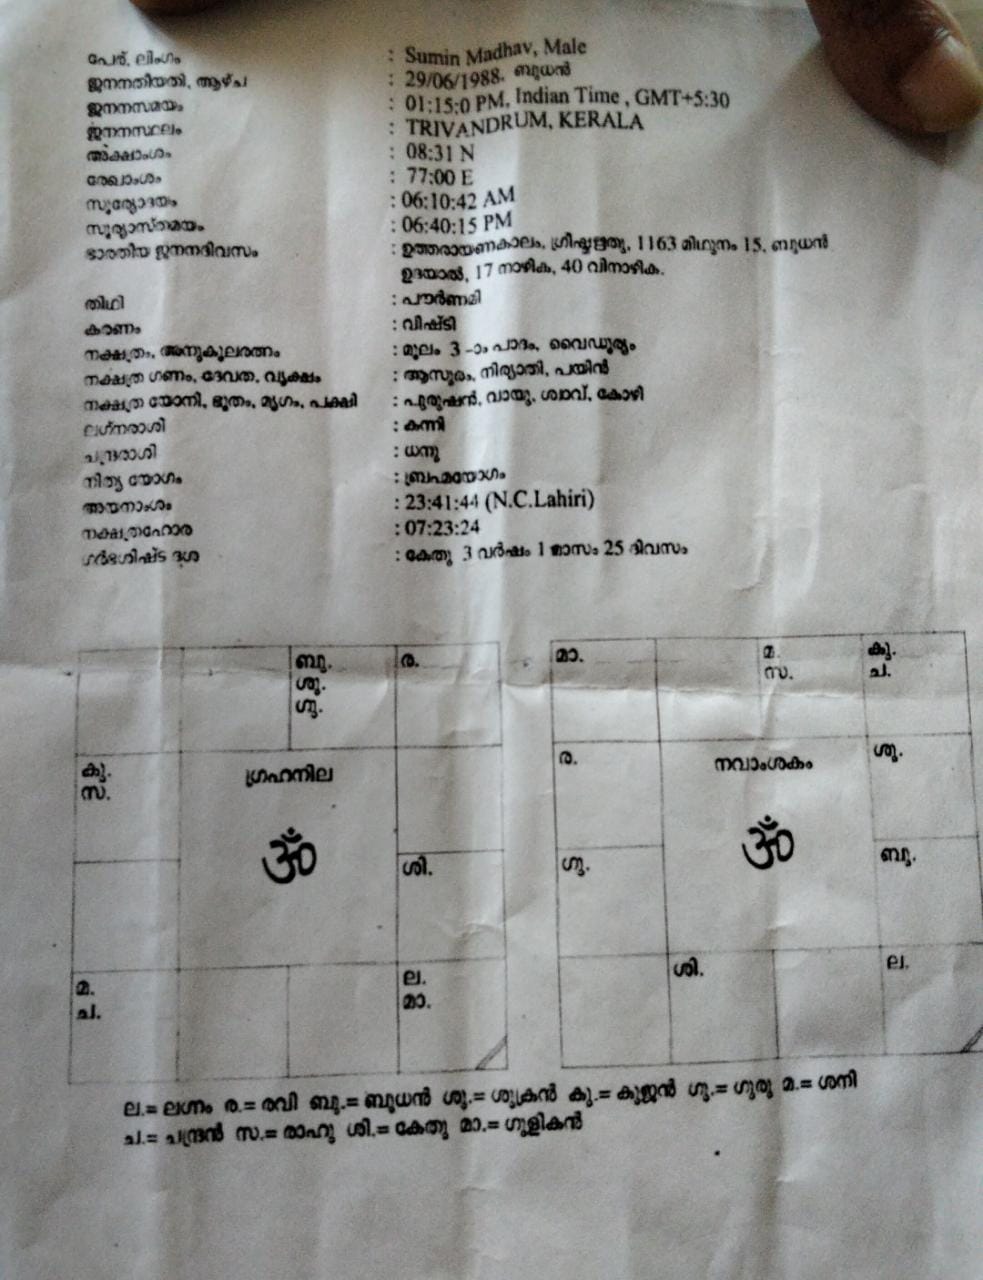 പേര്, ലിംഗം : Sumin Madhav, Male
ജനനതിയതി, ആഴ്ച : 29/06/1988. ബുധൻ
ജനനസമയം : 01:15:0 PM, Indian Time , GMT+5:30
ജനനസ്ഥലം : TRIVANDRUM, KERALA
അക്ഷാംശം : 08:31 N
രേഖാംശം : 77:00 E
സൂര്യോദയം : 06:10:42 AM
സൂര്യാസ്തമയം : 06:40:15 PM
ഭാരതീയ ജനനദിവസം : ഉത്തരായണകാലം, ഗ്രീഷ്മഋതു, 1163 മിഥുനം 15, ബുധൻ
ഉദയാൽ, 17 നാഴിക, 40 വിനാഴിക.
തിഥി : പൗർണമി
കരണം : വിഷ്ടി
നക്ഷത്രം, അനുകൂലരത്നം : മൂലം 3 -ാം പാദം, വൈഡൂര്യം
നക്ഷത്ര ഗണം, ദേവത, വൃക്ഷം : ആസുരം, നിര്യാതി, പയിൻ
നക്ഷത്ര യോനി, ഭൂതം, മൃഗം, പക്ഷി : പുരുഷൻ, വായു, ശ്വാവ്, കോഴി
ലഗ്നരാശി : കന്നി
ചന്ദ്രരാശി : ധനു
നിത്യ യോഗം : ബ്രഹ്മയോഗം
അയനാംശം : 23:41:44 (N.C.Lahiri)
നക്ഷത്രഹോര : 07:23:24
ഗർഭശിഷ്ട ദശ : കേതു 3 വർഷം 1 മാസം 25 ദിവസം
ബു. ര.
ശു.
ഗു.
കു.
സ.
ഗ്രഹനില
ॐ
ശി.
മ.
ച.
ല.
മാ.
മാ. മ. കു.
സ. ച.
ര. നവാംശകം ശു.
ॐ
ഗു. ബു.
ശി. ല.
ല.= ലഗ്നം ര.= രവി ബു.= ബുധൻ ശു.= ശുക്രൻ കു.= കുജൻ ഗു.= ഗുരു മ.= ശനി
ച.= ചന്ദ്രൻ സ.= രാഹു ശി.= കേതു മാ.= ഗുളികൻ